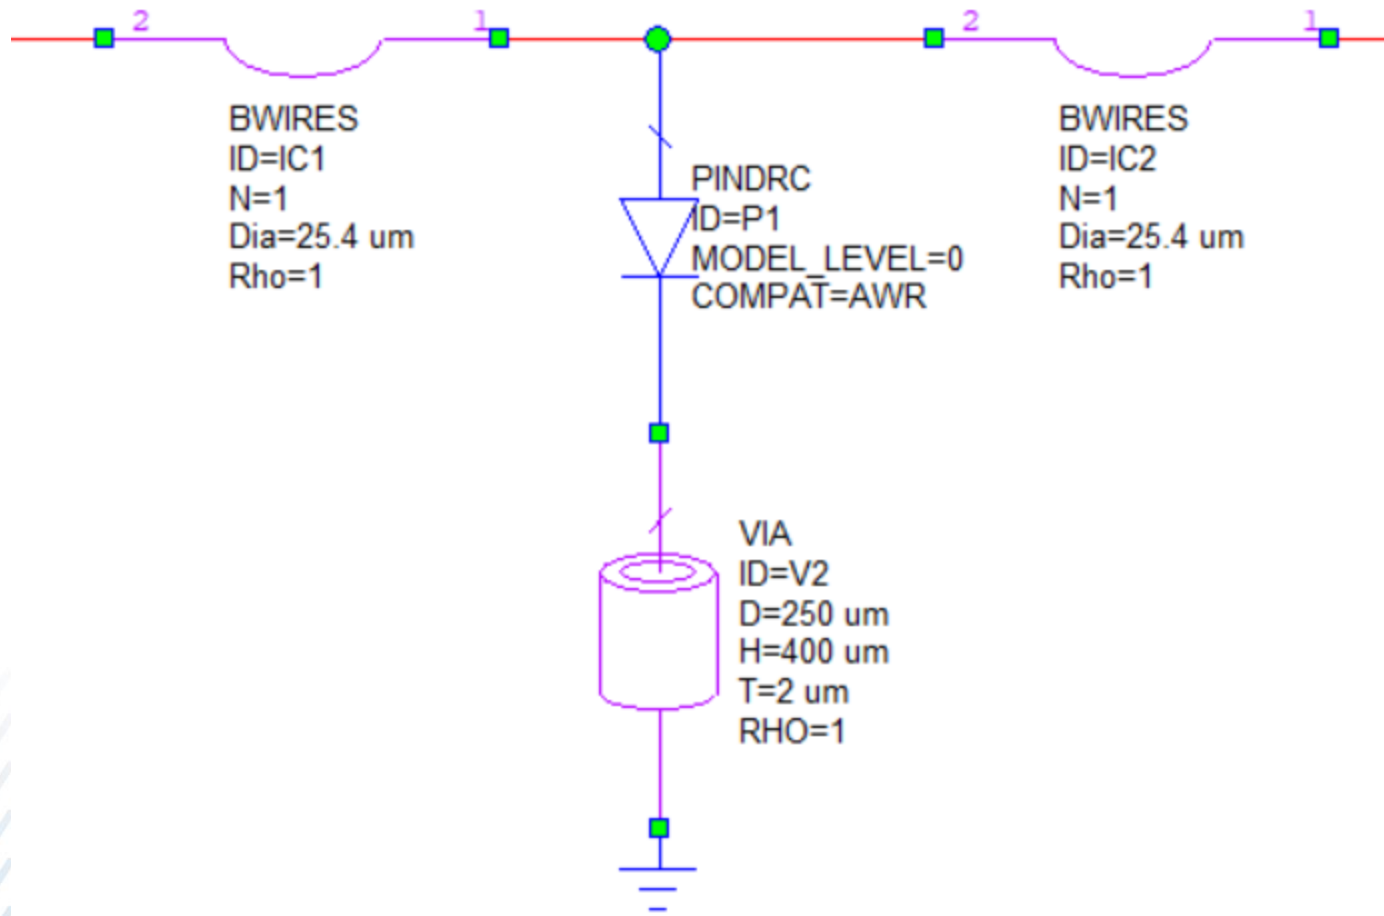 2 1 2 1
BWIRES
ID=IC1
N=1
Dia=25.4 um
Rho=1
PINDRC
ID=P1
MODEL_LEVEL=0
COMPAT=AWR
BWIRES
ID=IC2
N=1
Dia=25.4 um
Rho=1
VIA
ID=V2
D=250 um
H=400 um
T=2 um
RHO=1